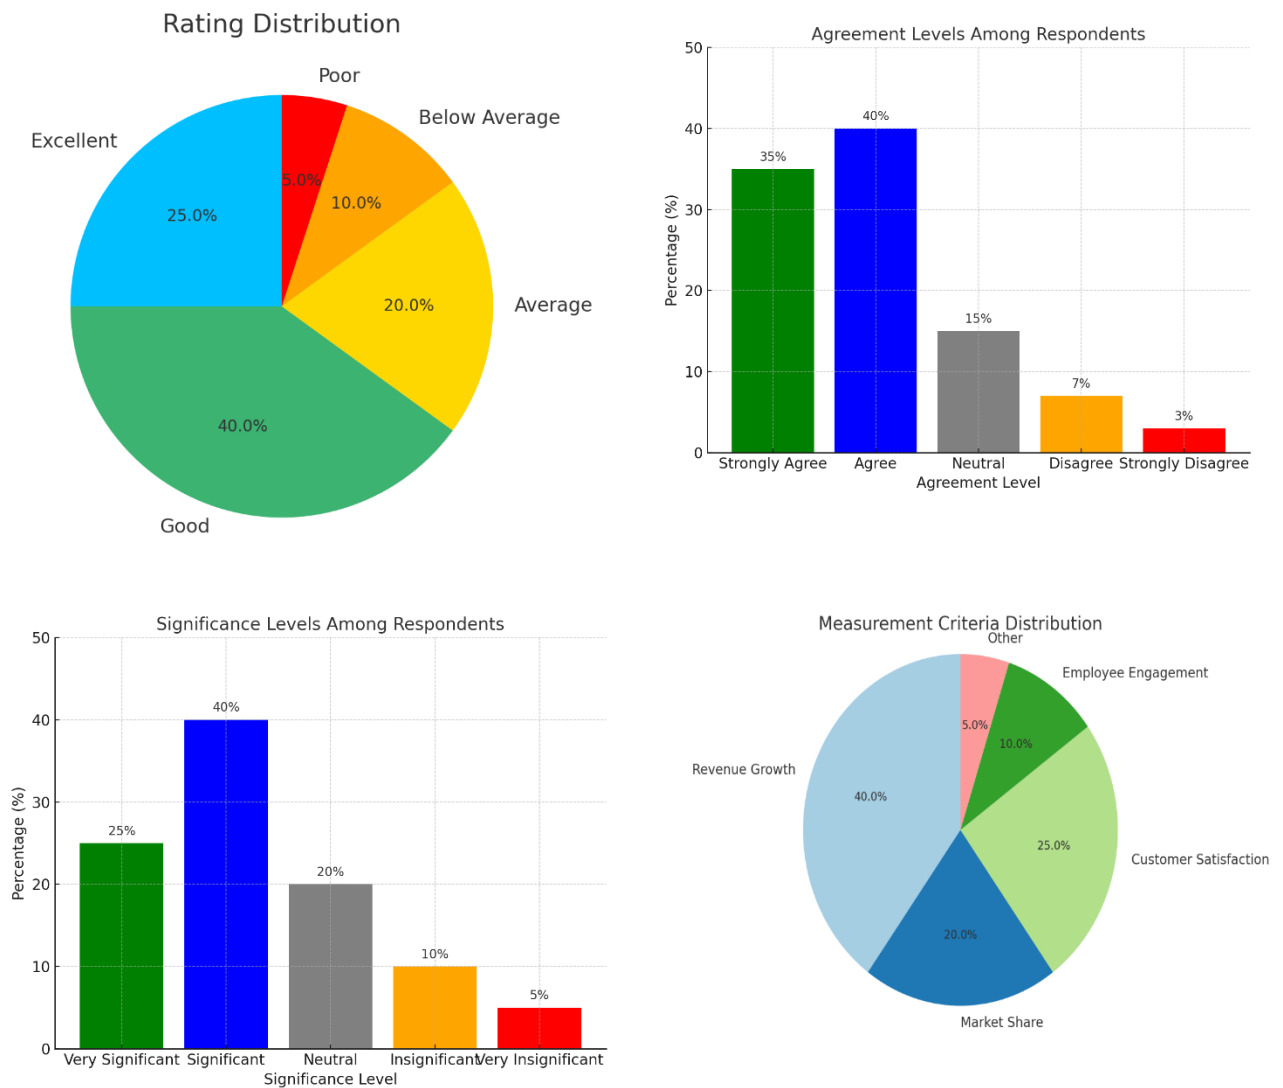 Rating Distribution
Poor
Below Average
Excellent
5.0%
10.0%
25.0%
20.0%
Average
40.0%
Good
Agreement Levels Among Respondents
50
40
30
20
10
0
Percentage (%)
35%
40%
15%
7%
3%
Strongly Agree
Agree
Neutral
Disagree
Strongly Disagree
Agreement Level
Significance Levels Among Respondents
50
40
30
20
10
0
Percentage (%)
25%
40%
20%
10%
5%
Very Significant
Significant
Neutral
Insignificant
Very Insignificant
Significance Level
Measurement Criteria Distribution
Other
Employee Engagement
5.0%
10.0%
Revenue Growth
40.0%
25.0%
Customer Satisfaction
20.0%
Market Share